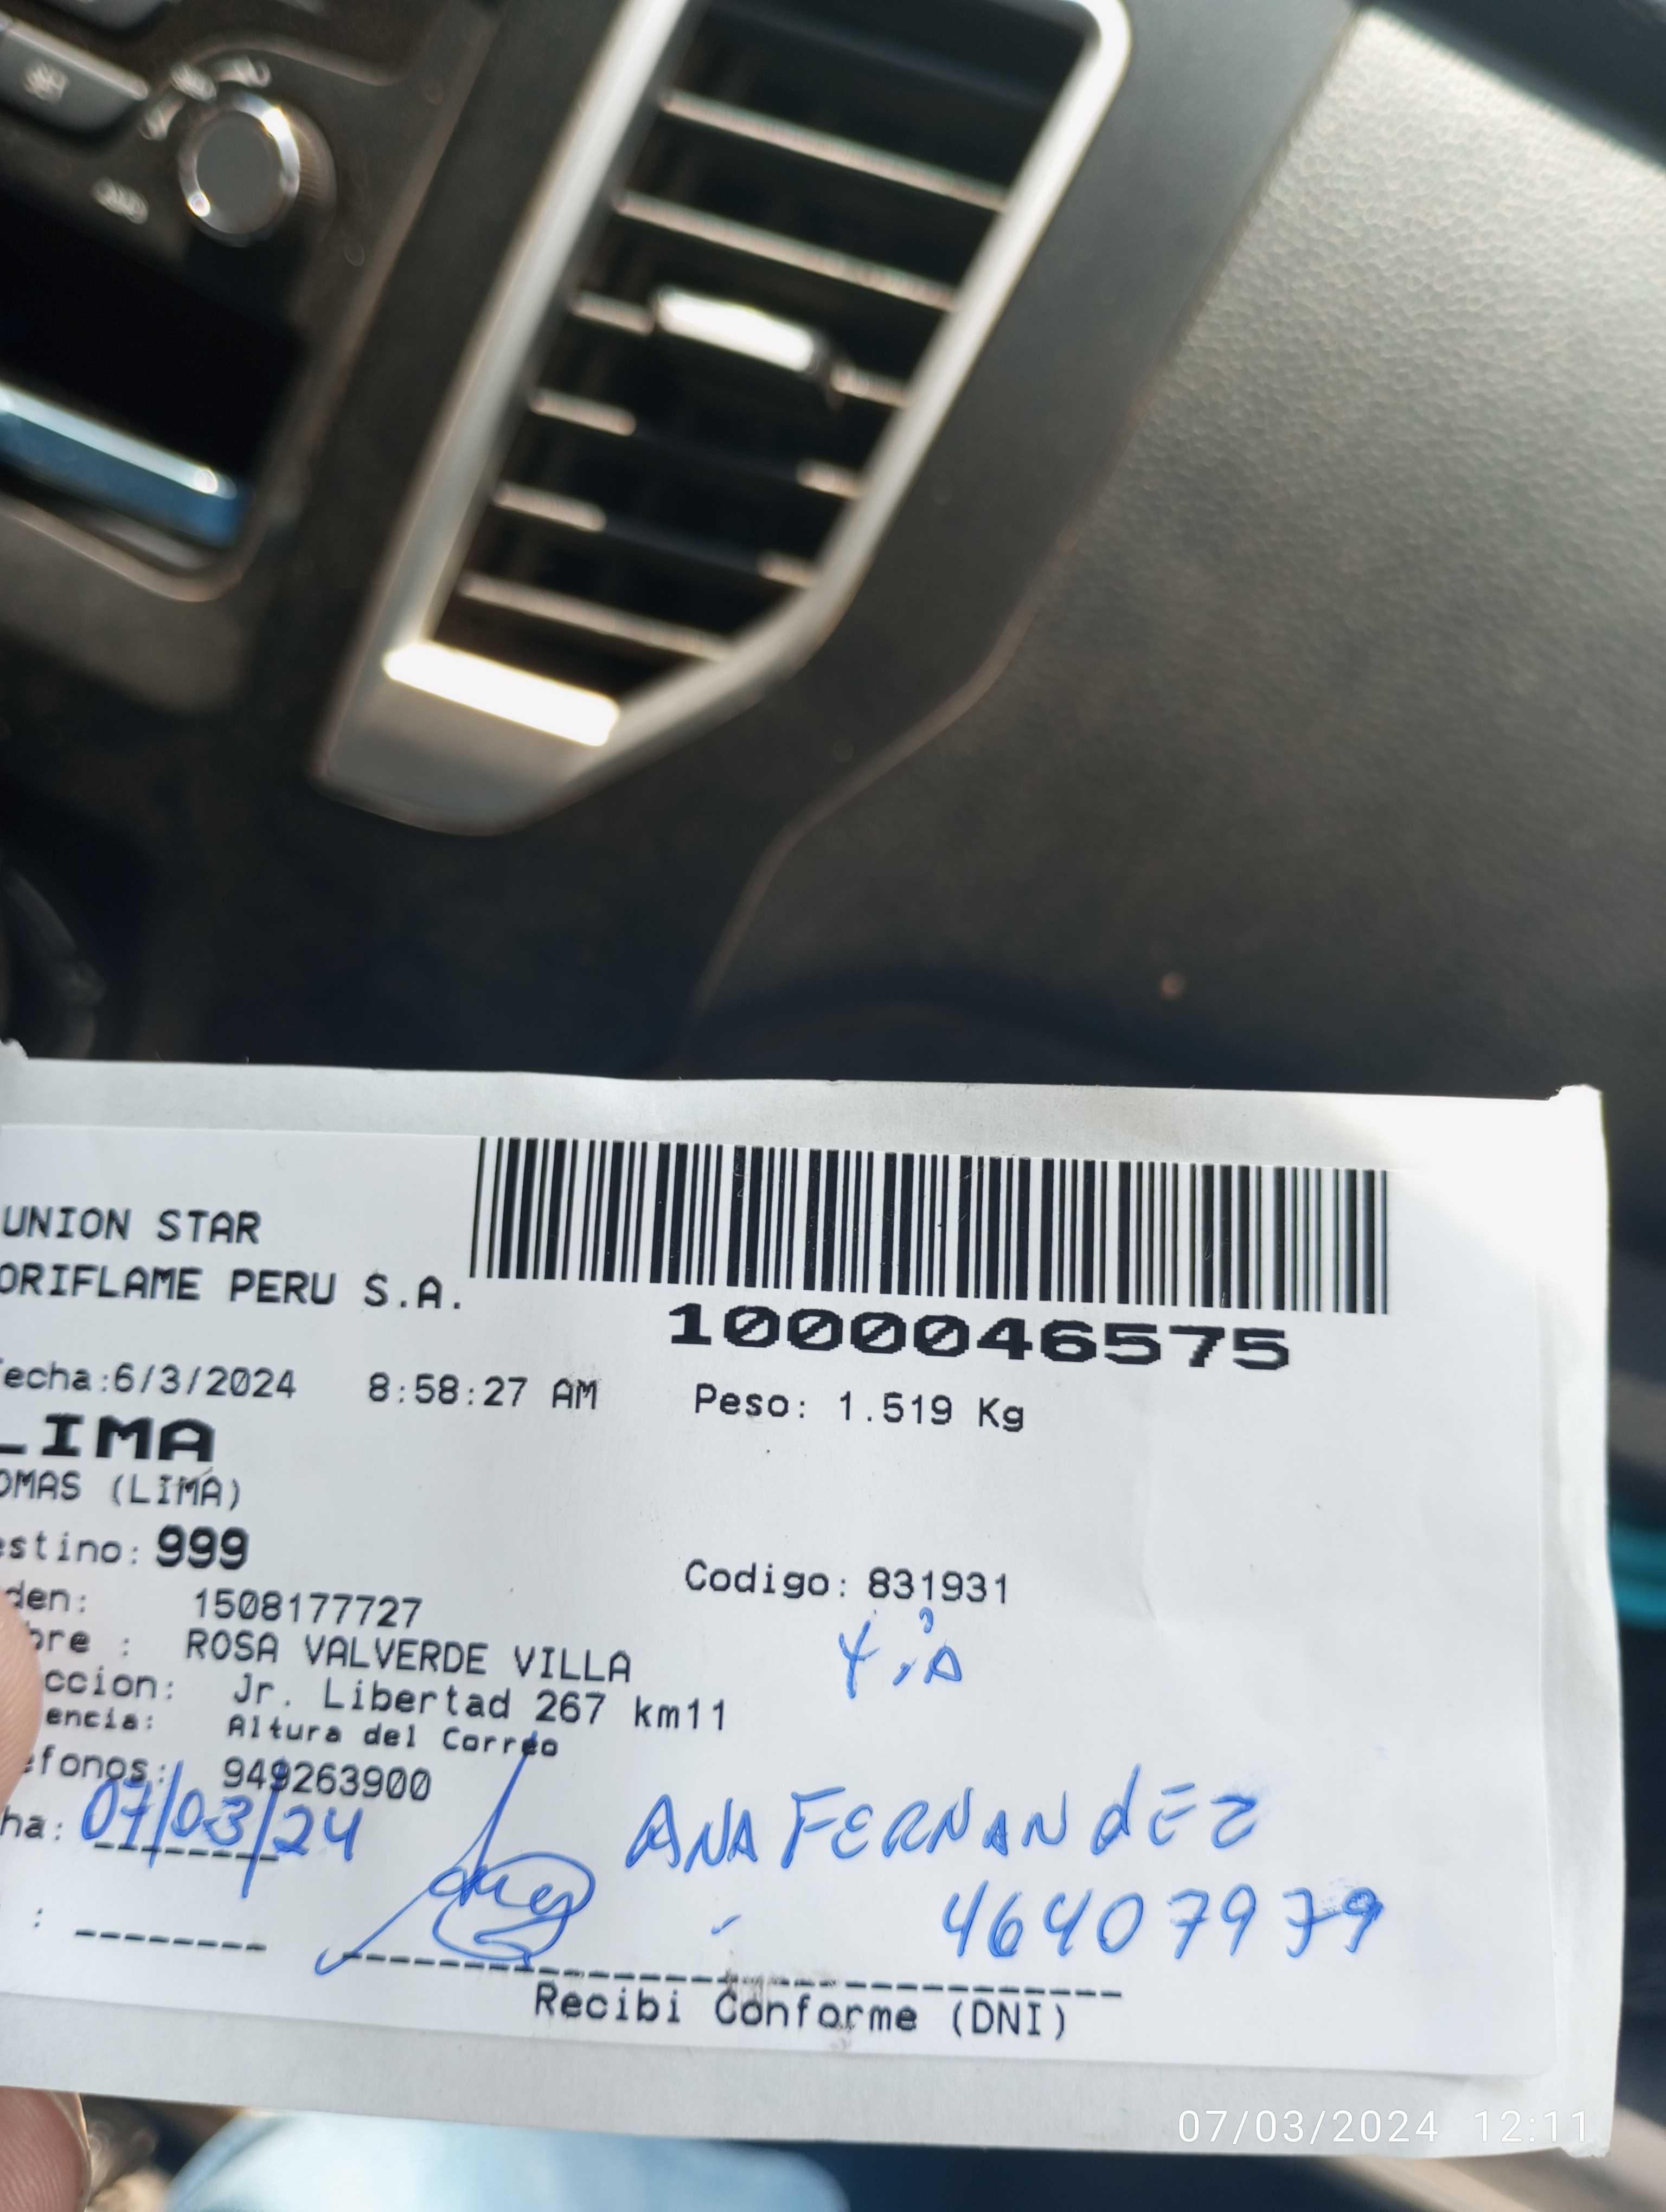 UNION STAR
ORIFLAME PERU S.A.
1000046575
fecha:6/3/2024 8:58:27 AM Peso: 1.519 Kg
LIMA
OMAS (LIMA)
estino: 999
Codigo: 831931
den: 1508177727
bre : ROSA VALVERDE VILLA
ccion: Jr. Libertad 267 km11
encia: Altura del Correo
efonos: 949263900
ha: 07/03/24
ANA FERNANDEZ
46407979
Recibi Conforme (DNI)
07/03/2024 12:11